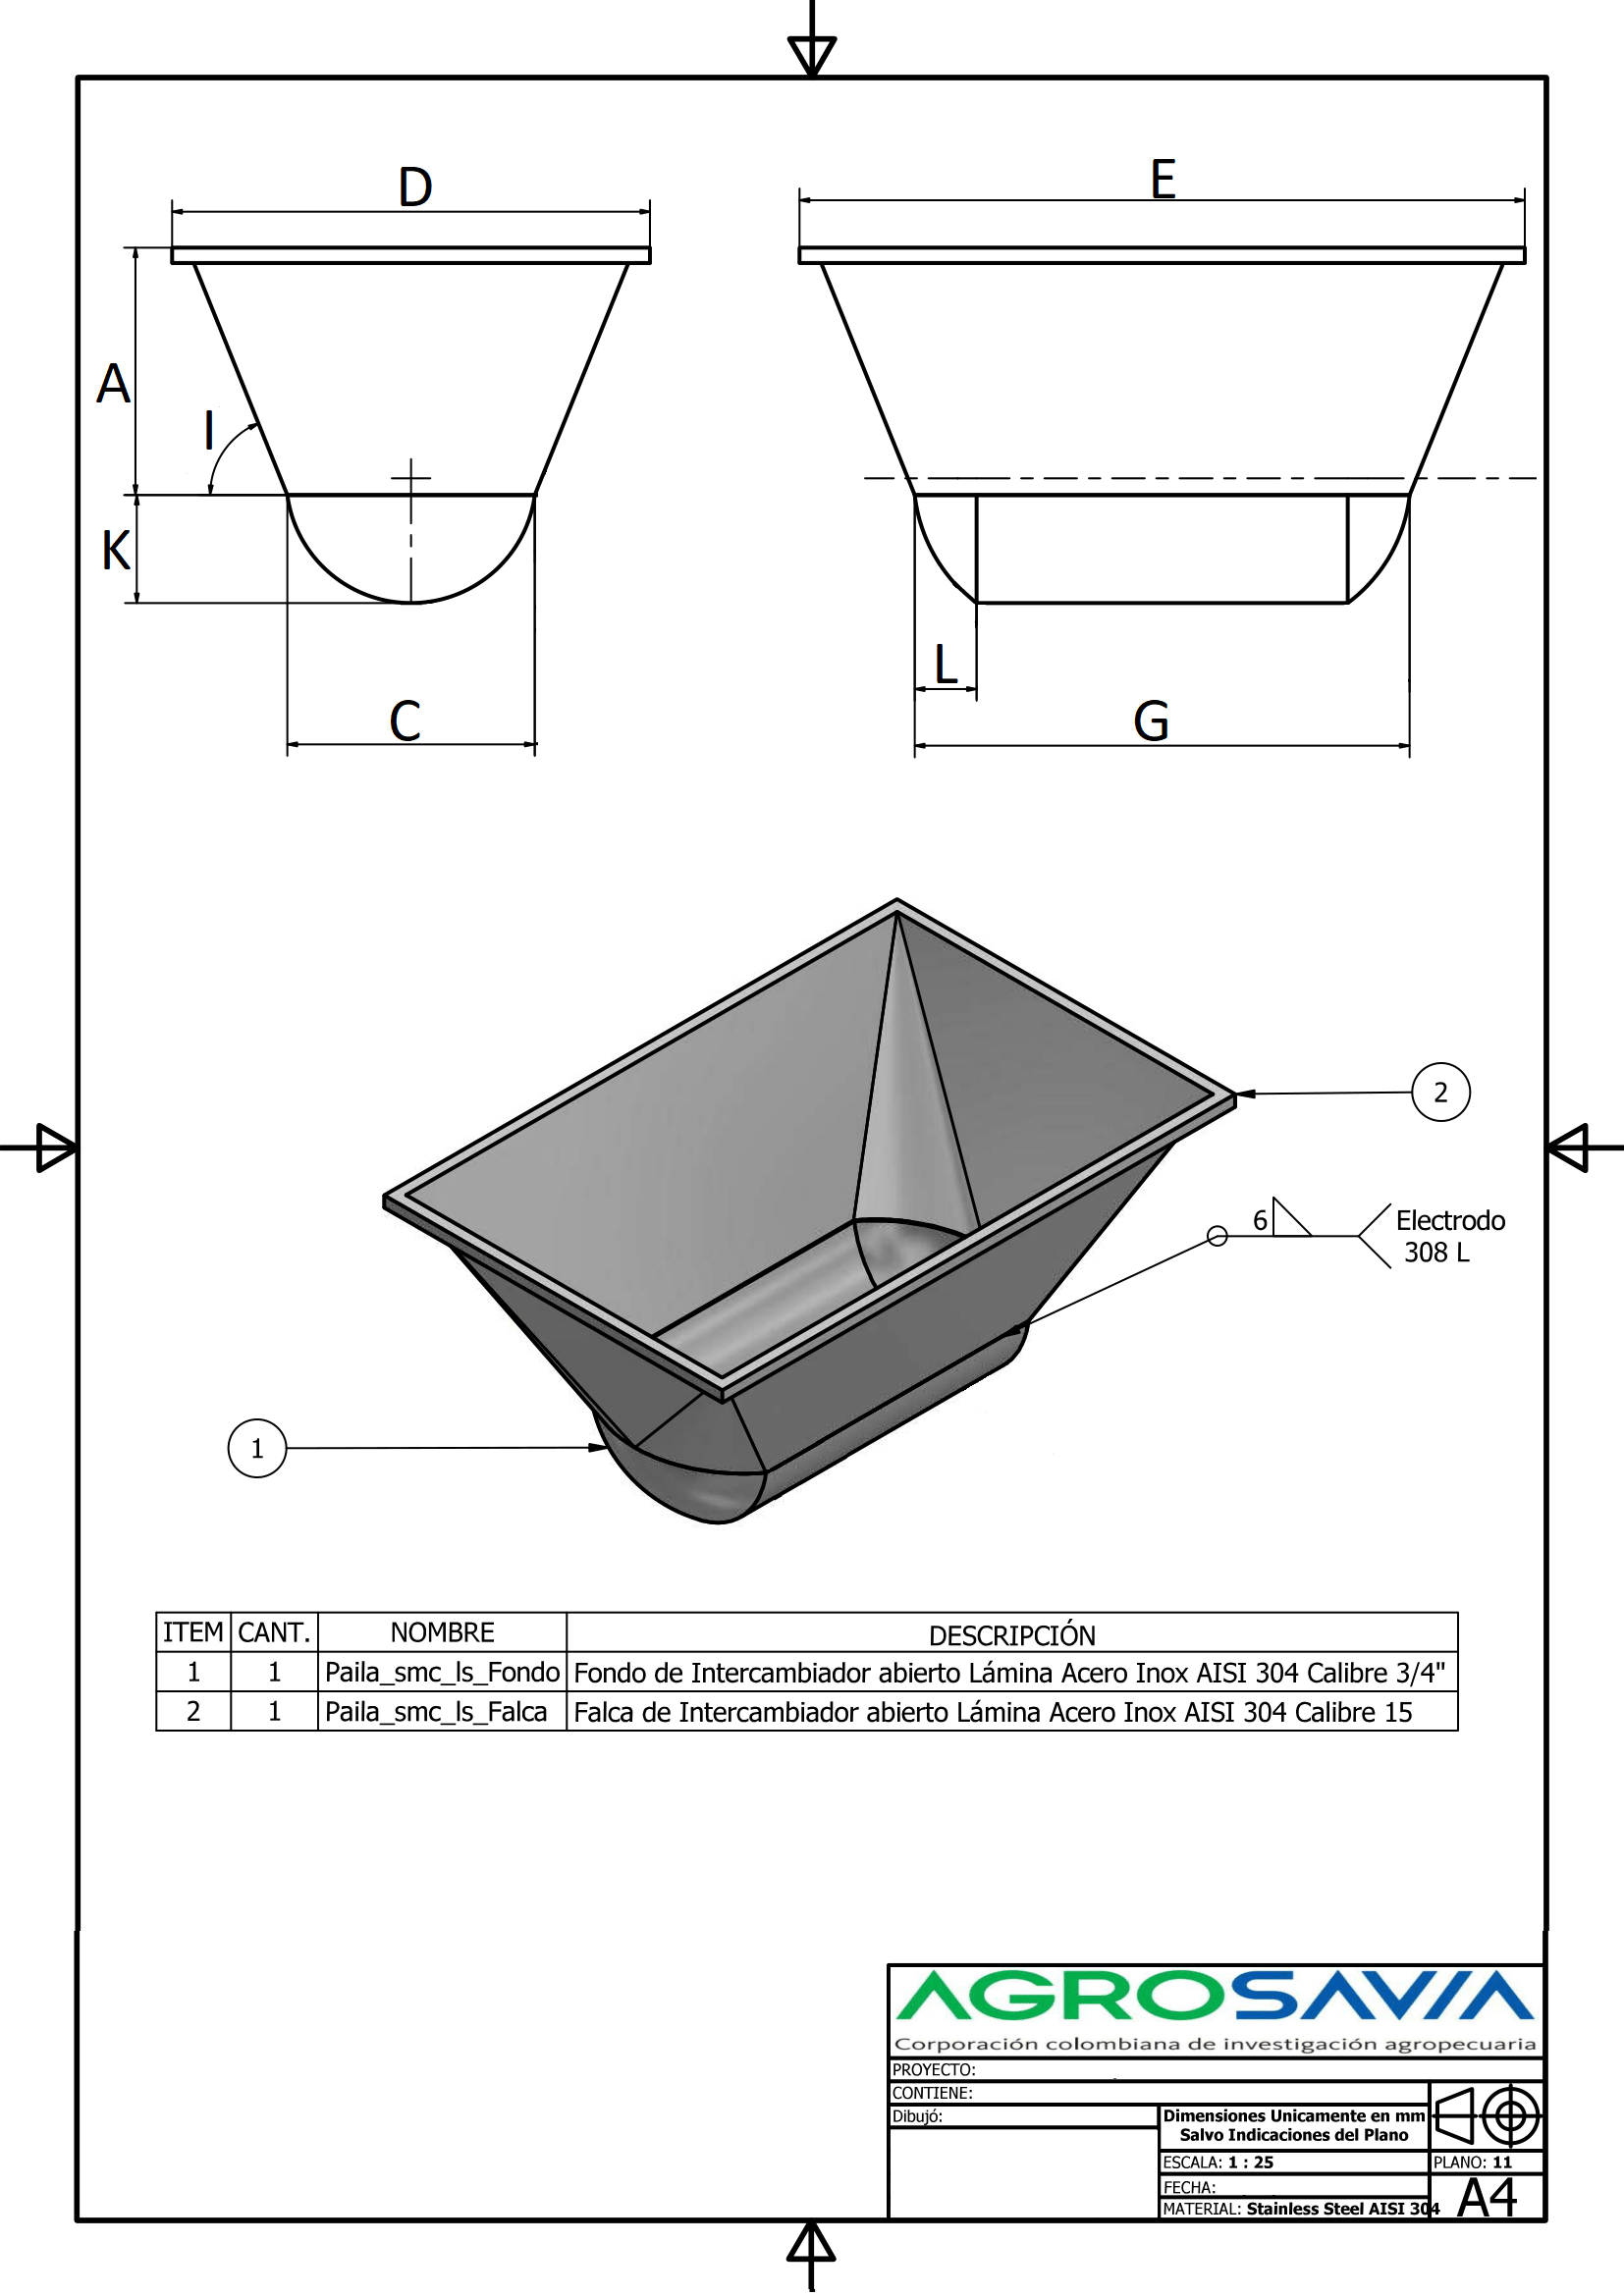 D
E
A
I
K
L
C
G
2
6
Electrodo
308 L
1
ITEM CANT. NOMBRE DESCRIPCIÓN
1 1 Paila_smc_ls_Fondo Fondo de Intercambiador abierto Lámina Acero Inox AISI 304 Calibre 3/4"
2 1 Paila_smc_ls_Falca Falca de Intercambiador abierto Lámina Acero Inox AISI 304 Calibre 15
AGROSAVIA
Corporación colombiana de investigación agropecuaria
PROYECTO:
CONTIENE:
Dibujó:
Dimensiones Unicamente en mm
Salvo Indicaciones del Plano
ESCALA: 1 : 25
PLANO: 11
FECHA:
MATERIAL: Stainless Steel AISI 304
A4